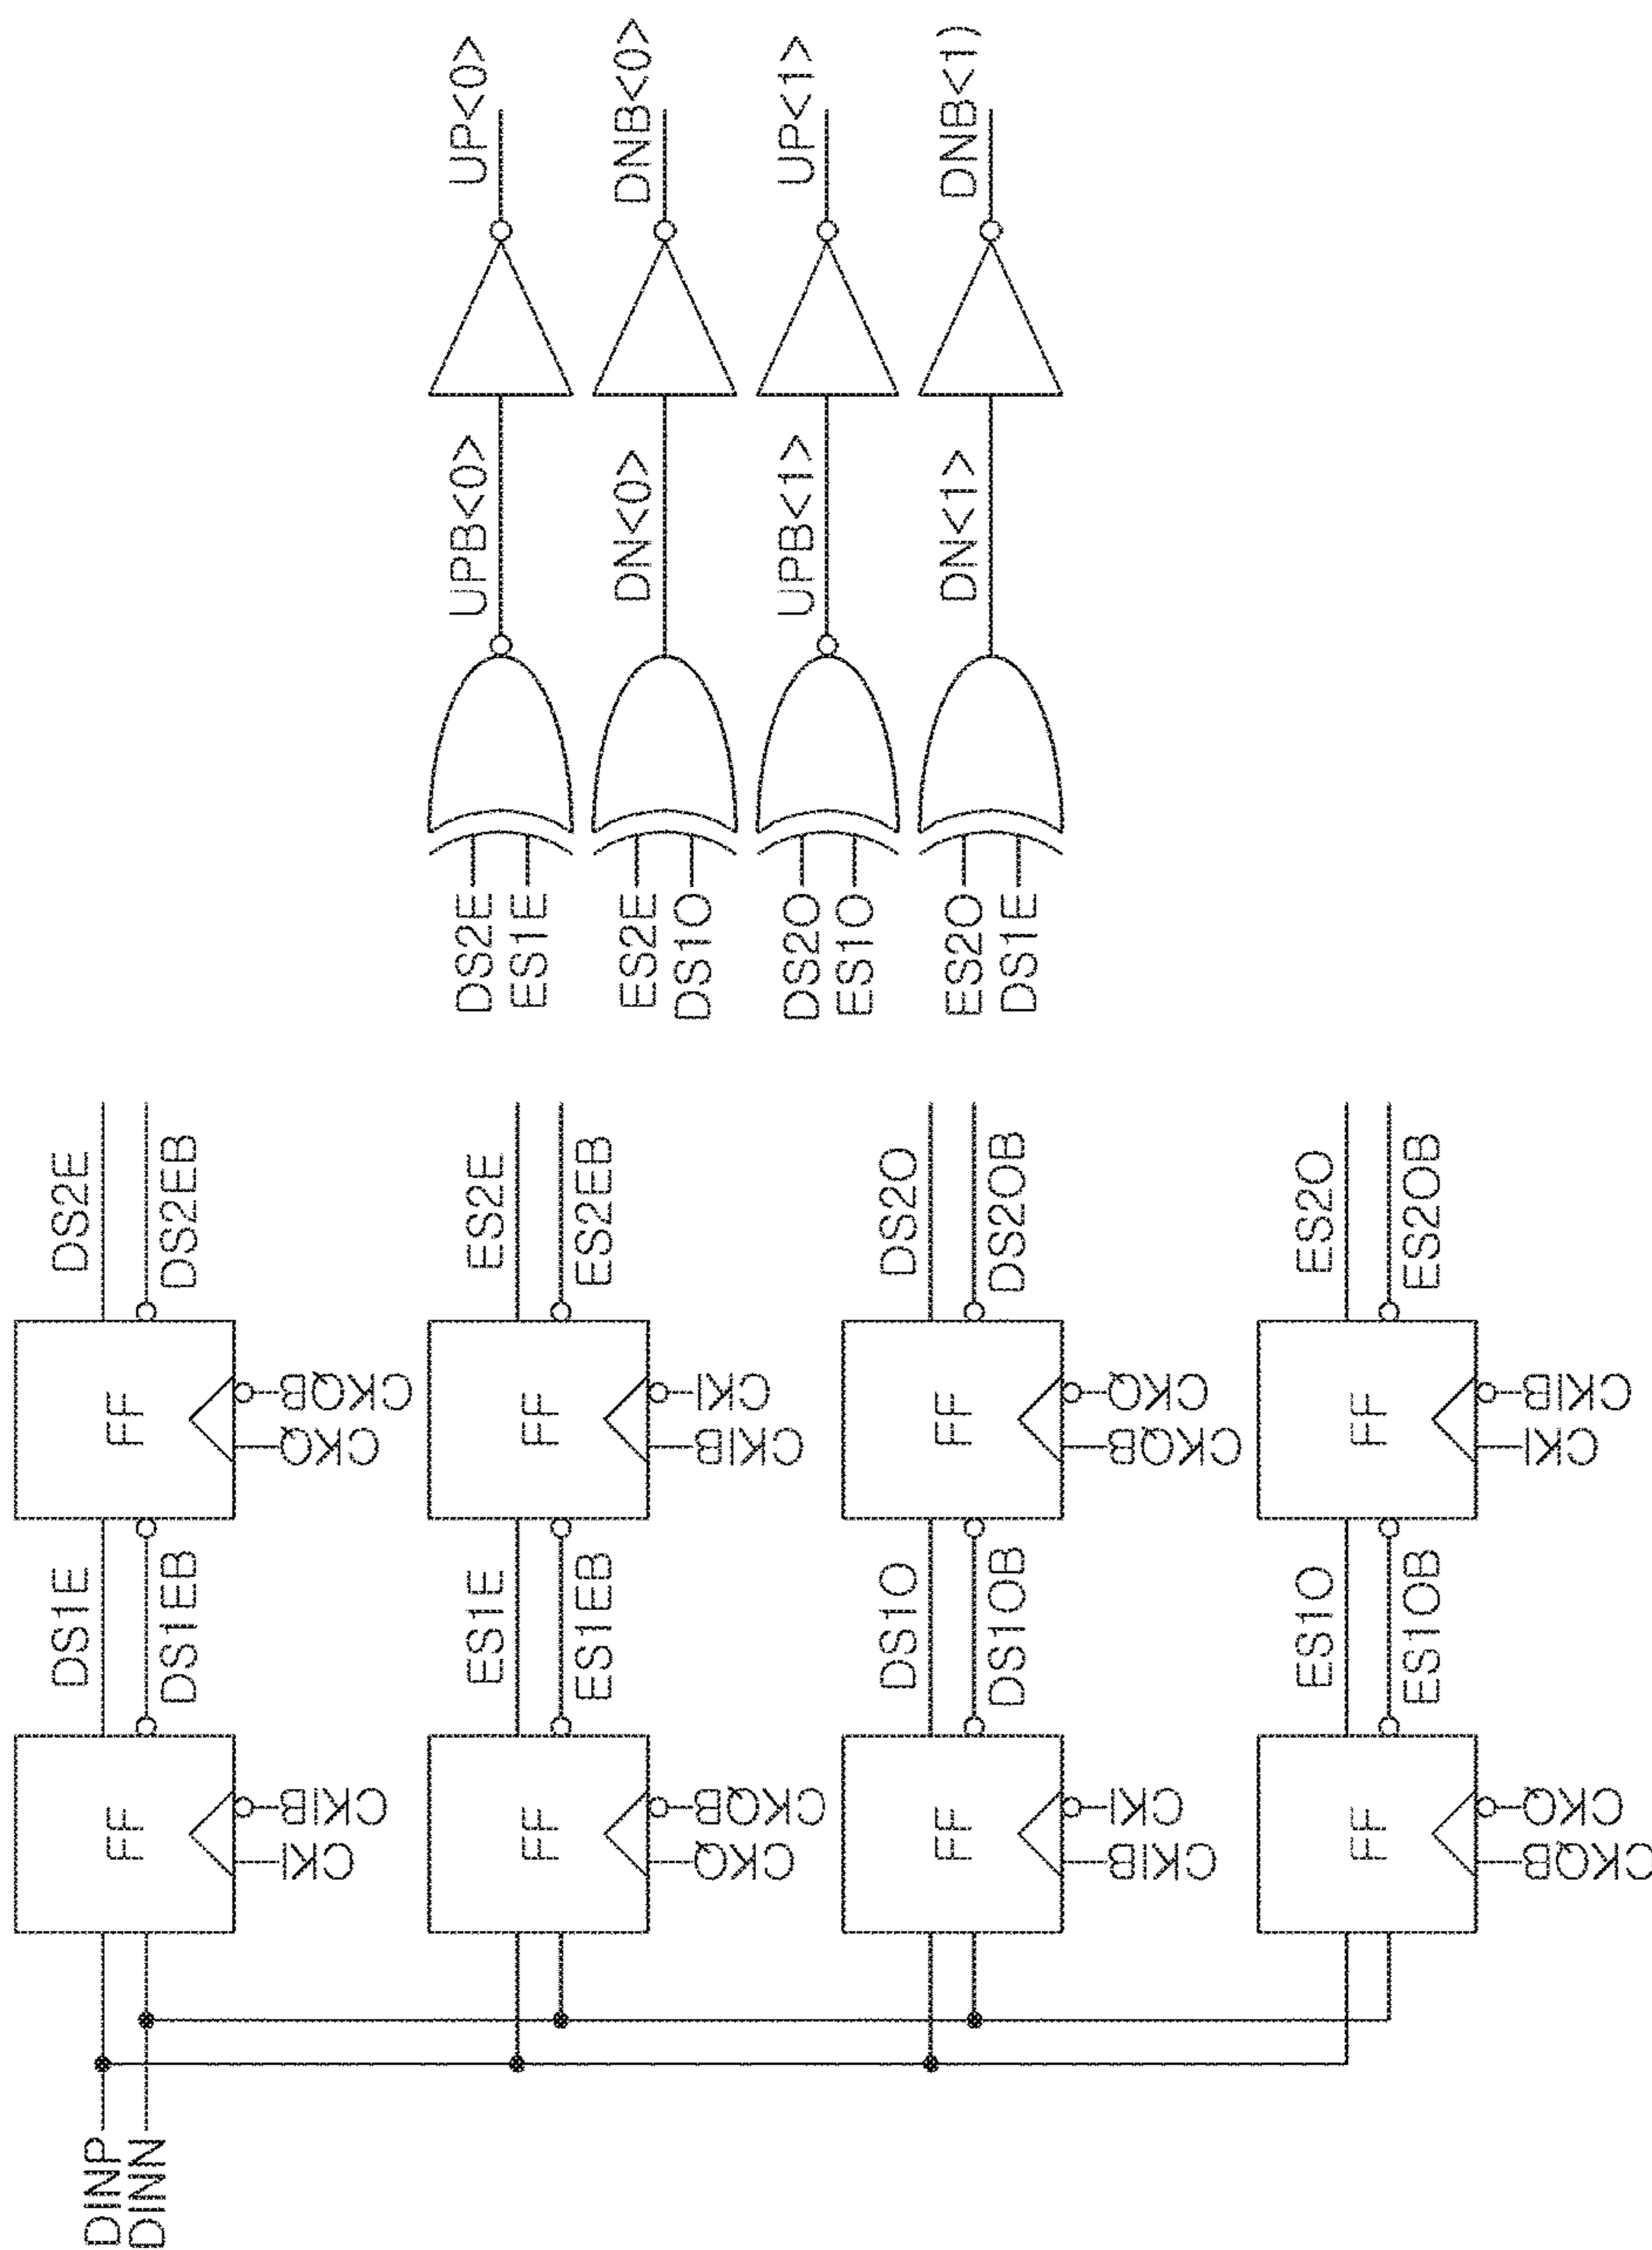 DINP
DINN
FF
CKI
CKIB
DS1E
DS1EB
FF
CKQ
CKQB
DS2E
DS2EB
FF
CKQ
CKQB
ES1E
ES1EB
FF
CKIB
CKI
ES2E
ES2EB
FF
CKIB
CKI
DS1O
DS1OB
FF
CKQB
CKQ
DS2O
DS2OB
FF
CKQB
CKQ
ES1O
ES1OB
FF
CKI
CKIB
ES2O
ES2OB
DS2E
ES1E
UPB<0>
UP<0>
ES2E
DS1O
DN<0>
DNB<0>
DS2O
ES1O
UPB<1>
UP<1>
ES2O
DS1E
DN<1>
DNB<1)